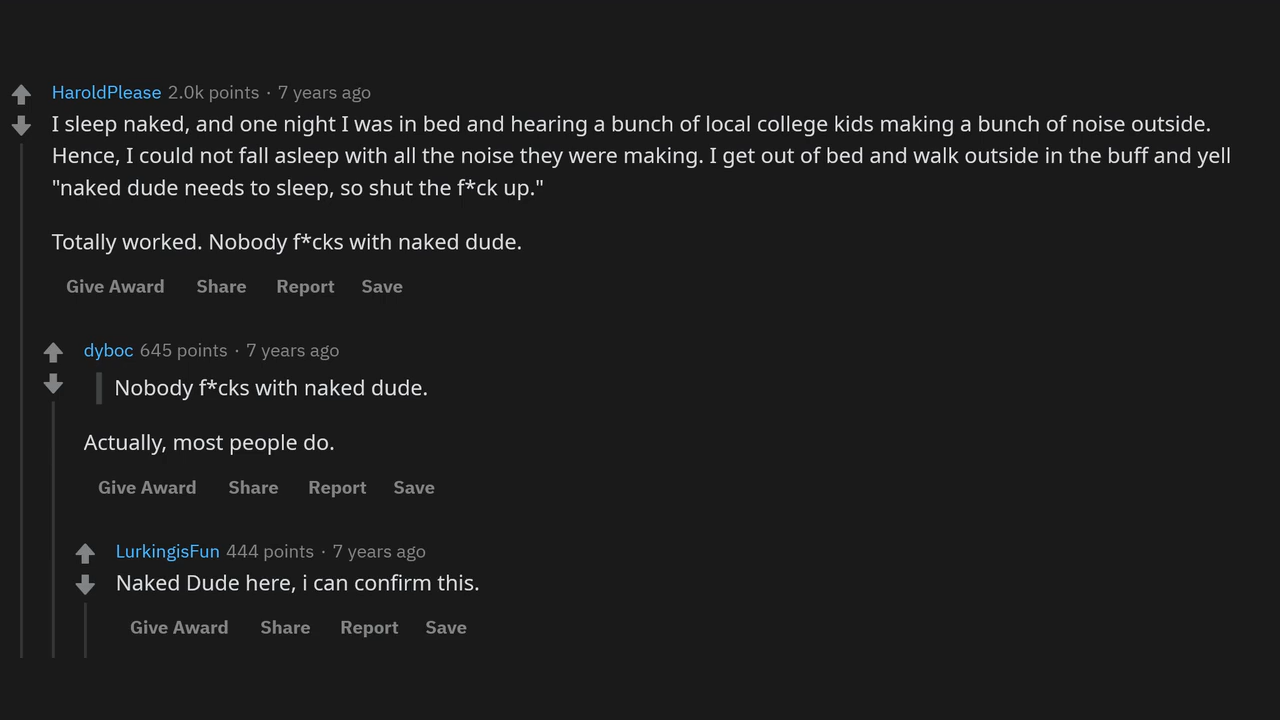 HaroldPlease 2.0k points · 7 years ago
I sleep naked, and one night I was in bed and hearing a bunch of local college kids making a bunch of noise outside.
Hence, I could not fall asleep with all the noise they were making. I get out of bed and walk outside in the buff and yell
"naked dude needs to sleep, so shut the f*ck up."
Totally worked. Nobody f*cks with naked dude.
Give Award Share Report Save
dyboc 645 points · 7 years ago
Nobody f*cks with naked dude.
Actually, most people do.
Give Award Share Report Save
LurkingisFun 444 points · 7 years ago
Naked Dude here, i can confirm this.
Give Award Share Report Save